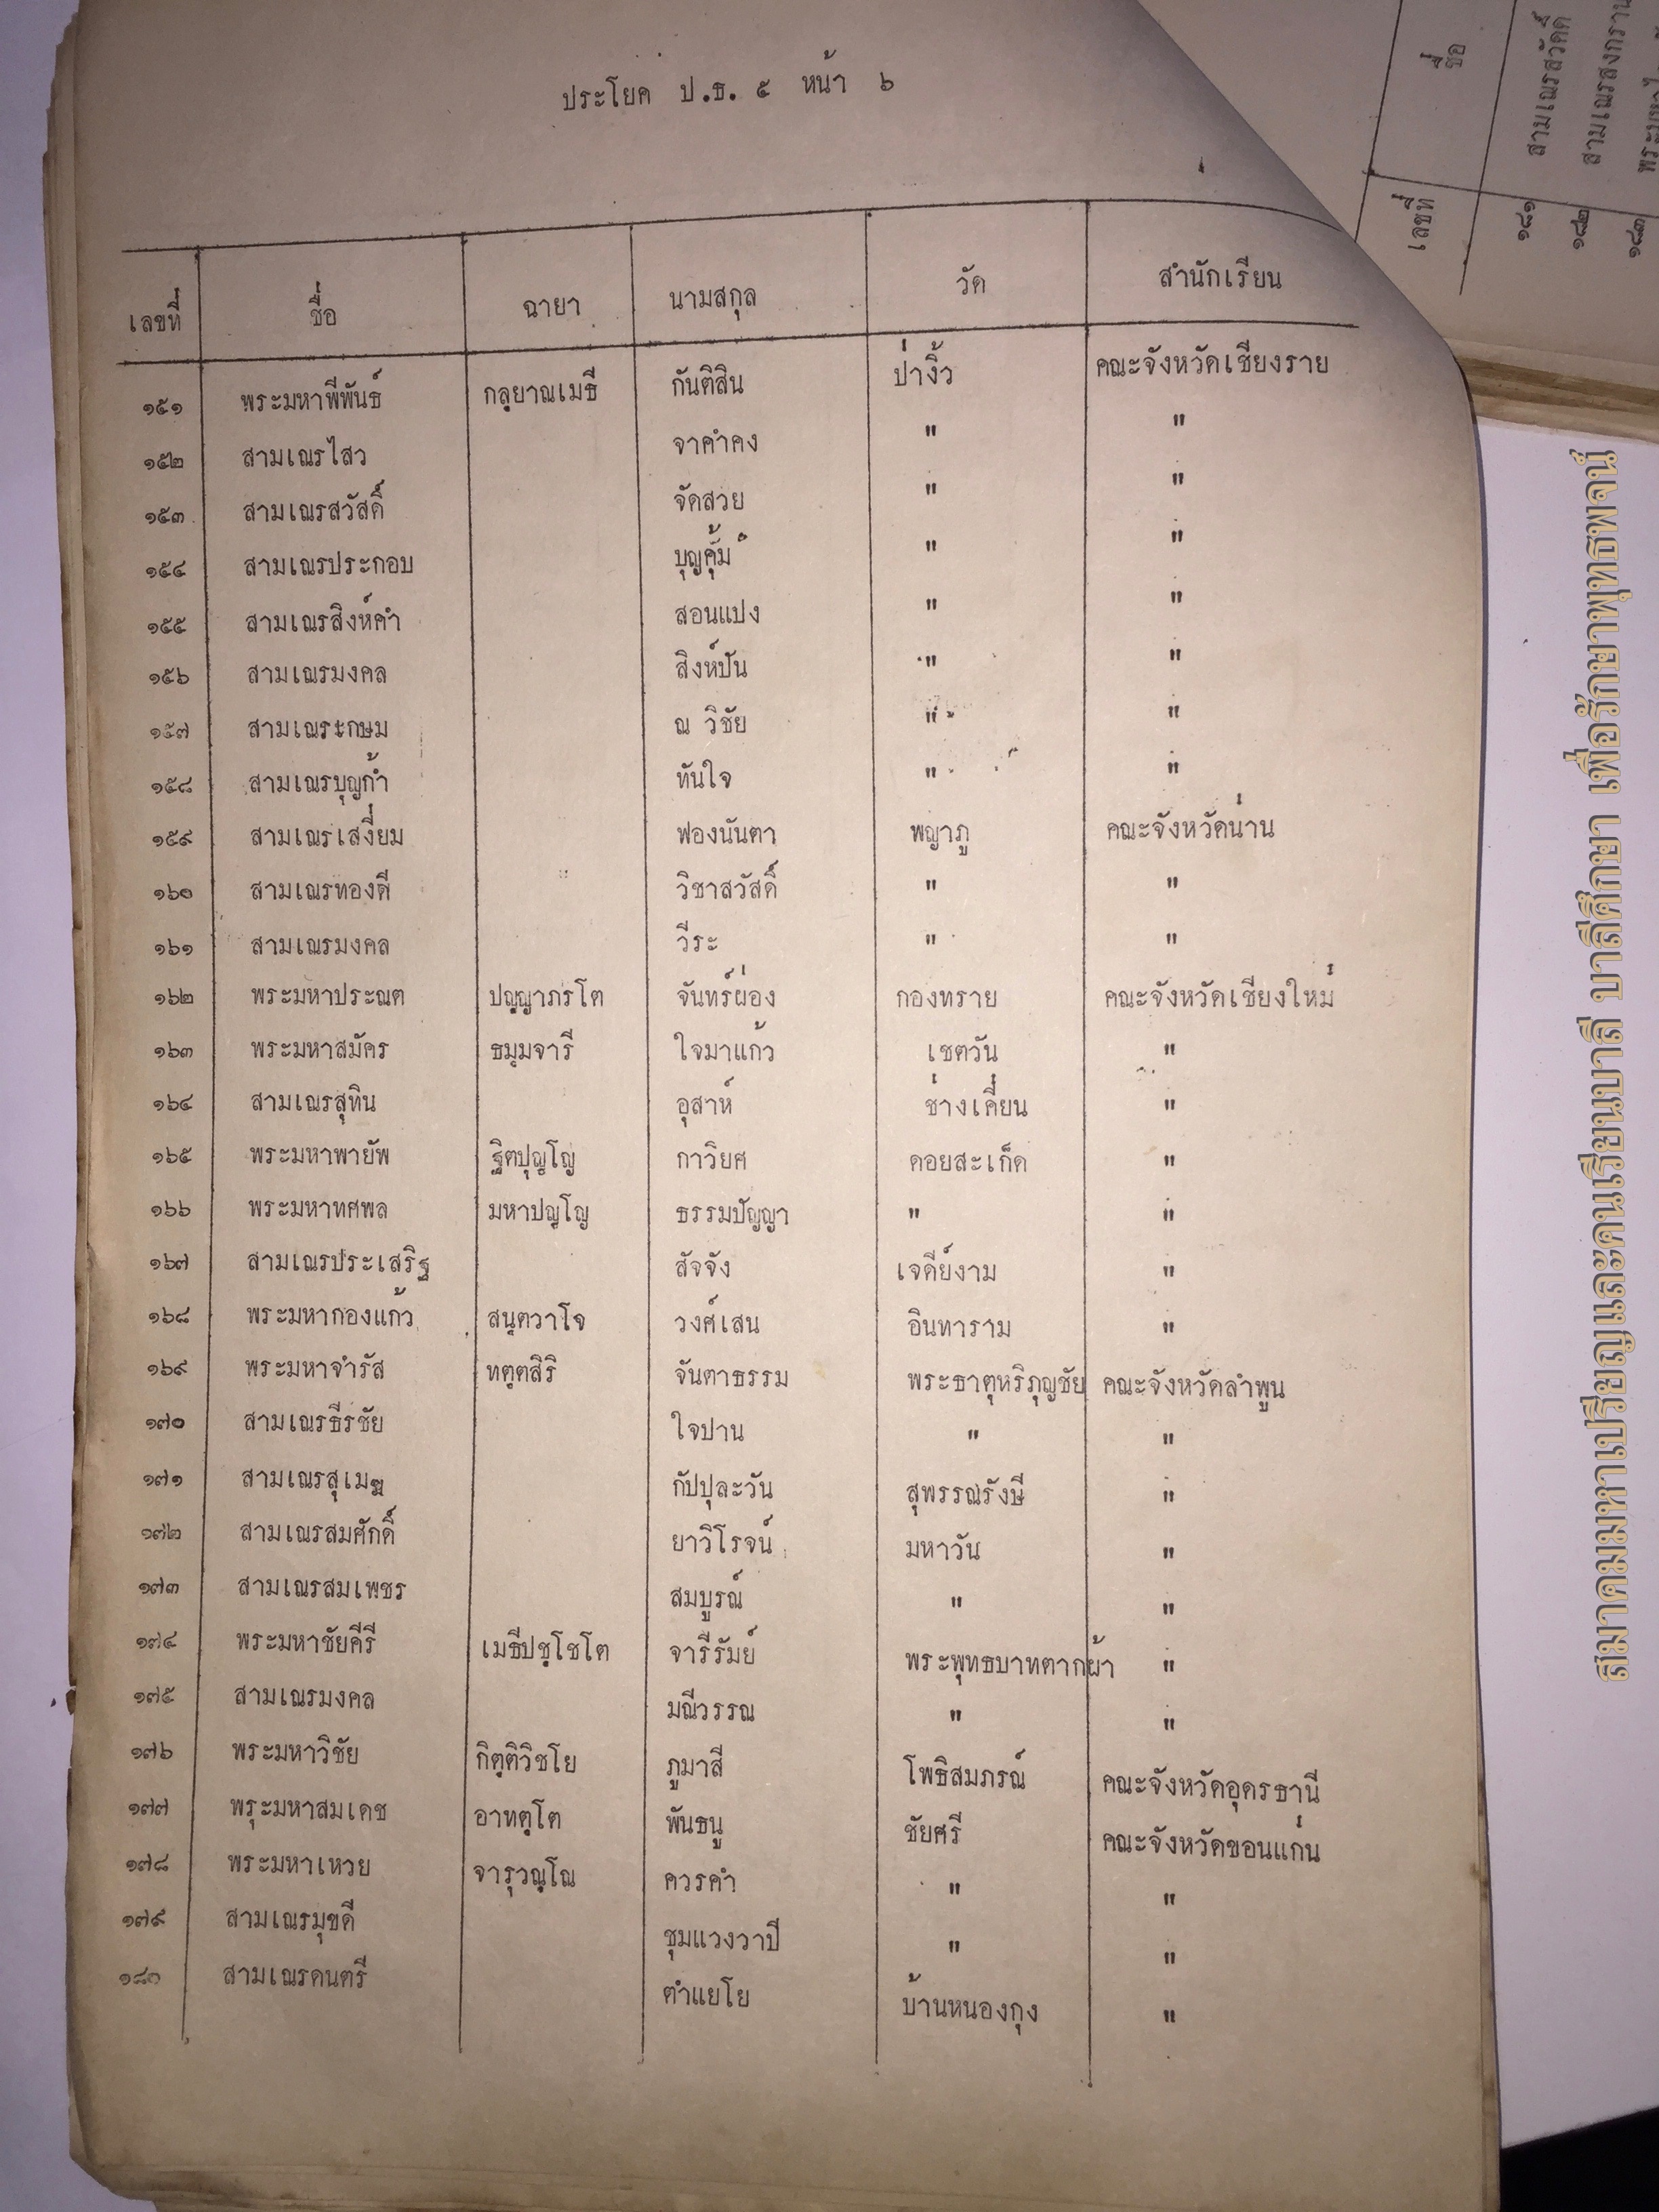 ประโยค ป.ธ. ๕ หน้า ๖
เลขที่ ชื่อ ฉายา นามสกุล วัด สำนักเรียน
๑๕๑ พระมหาพีพันธ์ กลฺยาณเมธี กันติสิน ป่างิ้ว คณะจังหวัดเชียงราย
๑๕๒ สามเณรไสว จาคำคง " "
๑๕๓ สามเณรสวัสดิ์ จัดสวย " "
๑๕๔ สามเณรประกอบ บุญคุ้ม " "
๑๕๕ สามเณรสิงห์คำ สอนแปง " "
๑๕๖ สามเณรมงคล สิงห์ปัน " "
๑๕๗ สามเณรเกษม ณ วิชัย " "
๑๕๘ สามเณรบุญก้ำ ทันใจ " "
๑๕๙ สามเณรเสงี่ยม ฟองนันตา พญาภู คณะจังหวัดน่าน
๑๖๐ สามเณรทองดี วิชาสวัสดิ์ " "
๑๖๑ สามเณรมงคล วีระ " "
๑๖๒ พระมหาประณต ปญฺญาภรโต จันทร์ผ่อง กองทราย คณะจังหวัดเชียงใหม่
๑๖๓ พระมหาสมัคร ธมฺมจารี ใจมาแก้ว เชตวัน "
๑๖๔ สามเณรสุทิน อุสาห์ ช่างเคี่ยน "
๑๖๕ พระมหาพายัพ ฐิตปุญฺโญ กาวิยศ ดอยสะเก็ด "
๑๖๖ พระมหาทศพล มหาปญฺโญ ธรรมปัญญา " "
๑๖๗ สามเณรประเสริฐ สัจจัง เจดีย์งาม "
๑๖๘ พระมหากองแก้ว สนฺตวาโจ วงศ์เสน อินทาราม "
๑๖๙ พระมหาจำรัส ทตฺตสิริ จันตาธรรม พระธาตุหริภุญชัย คณะจังหวัดลำพูน
๑๗๐ สามเณรธีรชัย ใจปาน " "
๑๗๑ สามเณรสุเมฆ กัปปุละวัน สุพรรณรังษี "
๑๗๒ สามเณรสมศักดิ์ ยาวิโรจน์ มหาวัน "
๑๗๓ สามเณรสมเพชร สมบูรณ์ " "
๑๗๔ พระมหาชัยคีรี เมธีปชฺโชโต จารีรัมย์ พระพุทธบาทตากผ้า "
๑๗๕ สามเณรมงคล มณีวรรณ " "
๑๗๖ พระมหาวิชัย กิตฺติวิชโย ภูมาสี โพธิสมภรณ์ คณะจังหวัดอุดรธานี
๑๗๗ พระมหาสมเดช อาทตฺโต พันธนู ชัยศรี คณะจังหวัดขอนแก่น
๑๗๘ พระมหาเหวย จารุวณฺโณ ควรคำ " "
๑๗๙ สามเณรมุขดี ชุมแวงวาปี " "
๑๘๐ สามเณรดนตรี ตำแยโย บ้านหนองกุง "
เลขที่ ชื่อ
๑๘๑ สามเณรสวัคคิ์
๑๘๒ สามเณรสงกราน
๑๘๓
สมาคมมหาเปรียญและคนเรียนบาลี บาลีศึกษา เพื่อรักษาพุทธพจน์